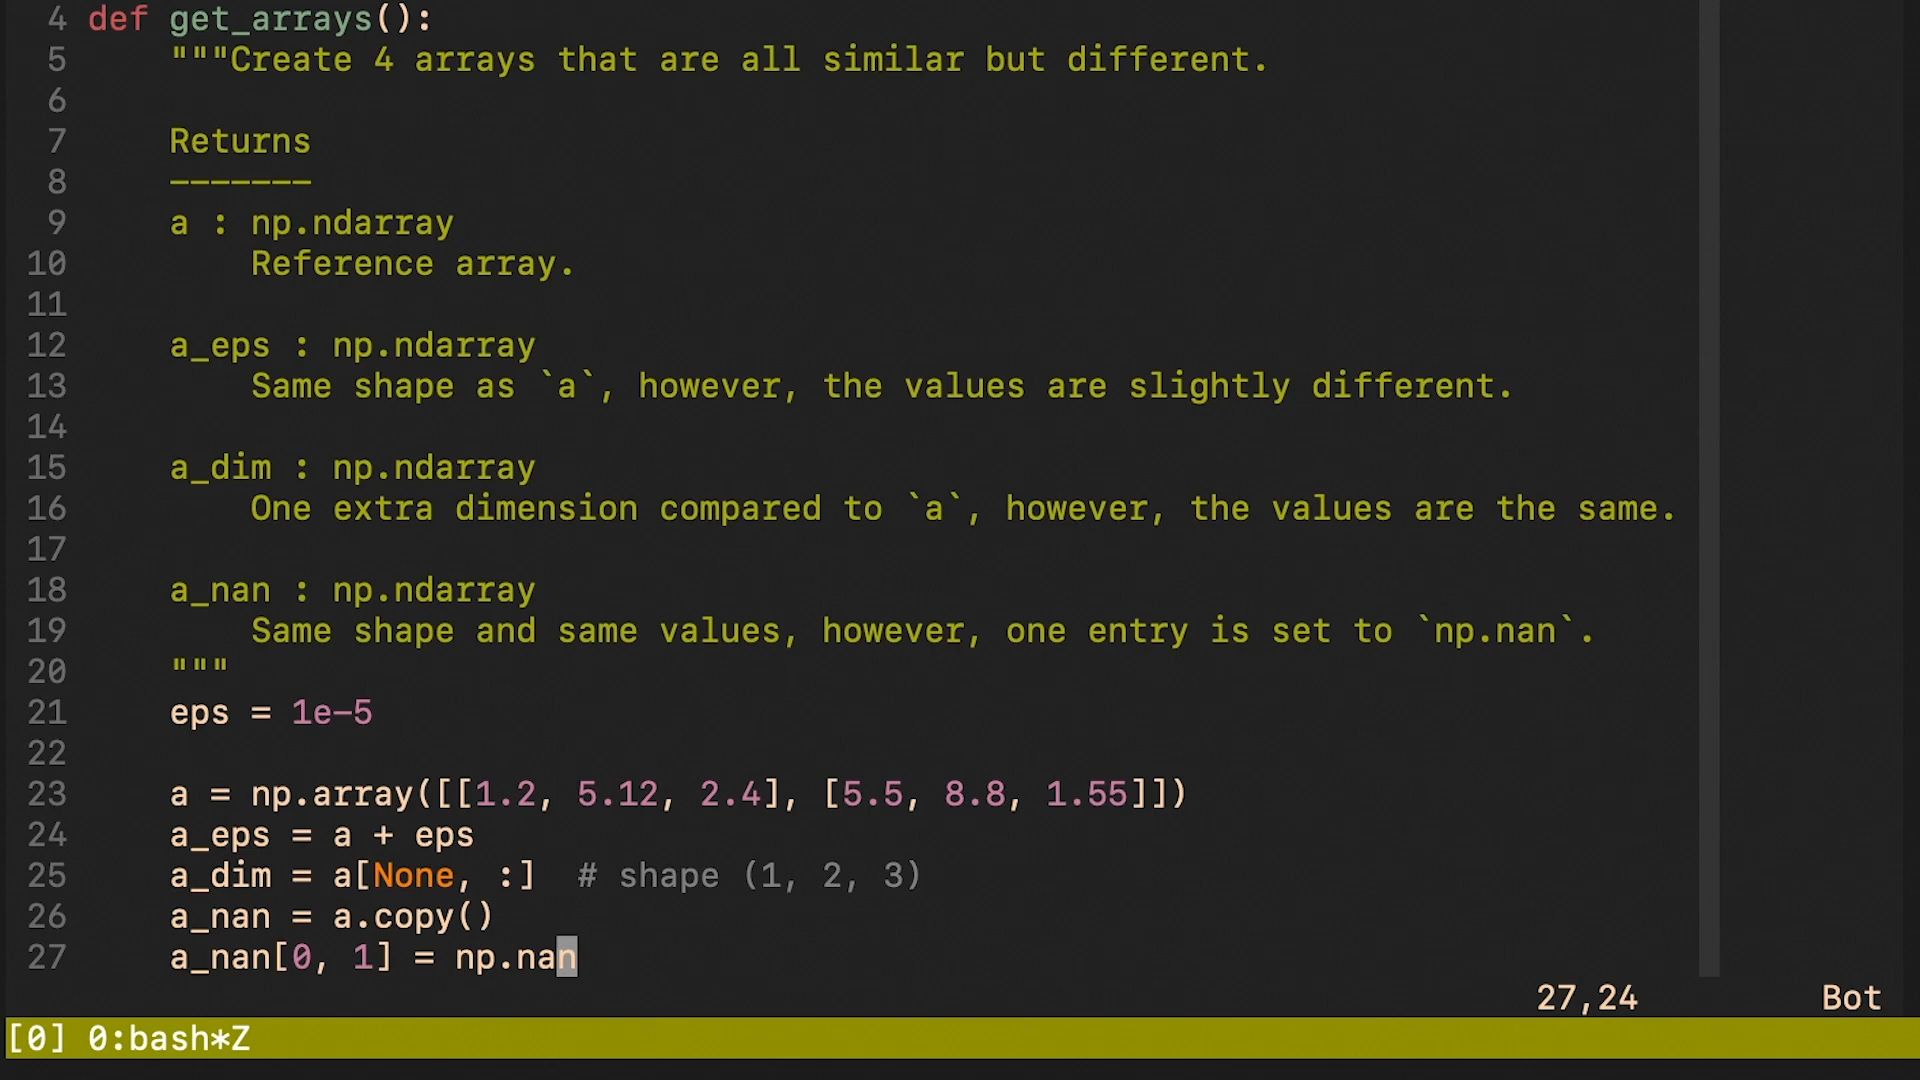 4 def get_arrays():
5     """Create 4 arrays that are all similar but different.
6
7     Returns
8     -------
9     a : np.ndarray
10         Reference array.
11
12     a_eps : np.ndarray
13         Same shape as `a`, however, the values are slightly different.
14
15     a_dim : np.ndarray
16         One extra dimension compared to `a`, however, the values are the same.
17
18     a_nan : np.ndarray
19         Same shape and same values, however, one entry is set to `np.nan`.
20     """
21     eps = 1e-5
22
23     a = np.array([[1.2, 5.12, 2.4], [5.5, 8.8, 1.55]])
24     a_eps = a + eps
25     a_dim = a[None, :]  # shape (1, 2, 3)
26     a_nan = a.copy()
27     a_nan[0, 1] = np.nan
27,24 Bot
[0] 0:bash*Z